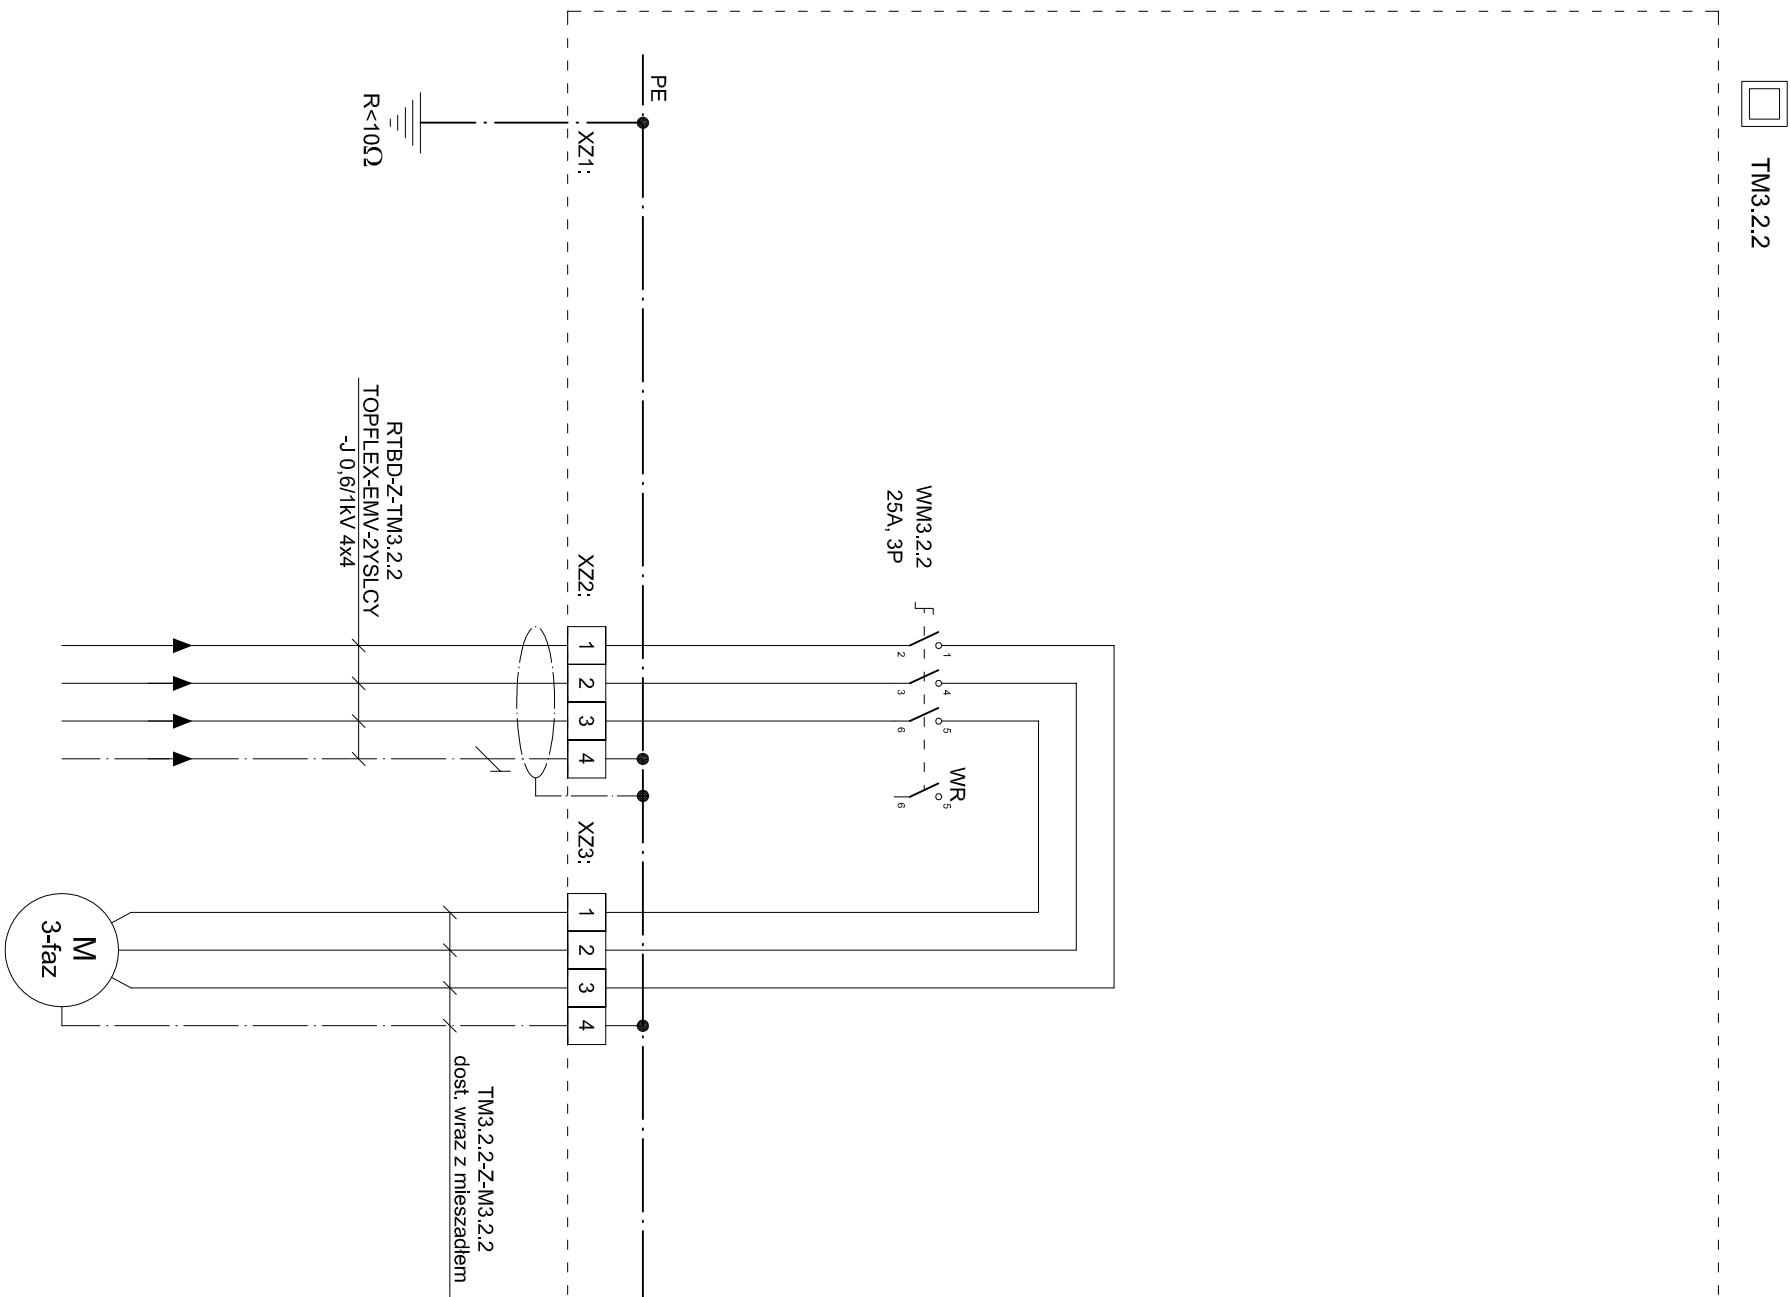 TM3.2.2
PE
XZ1:
R<10Ω
WM3.2.2
25A, 3P
1
2
4
3
5
6
WR
5
6
XZ2:
1
2
3
4
RTBD-Z-TM3.2.2
TOPFLEX-EMV-2YSLCY
-J 0,6/1kV 4x4
XZ3:
1
2
3
4
TM3.2.2-Z-M3.2.2
dost. wraz z mieszadłem
M
3-faz